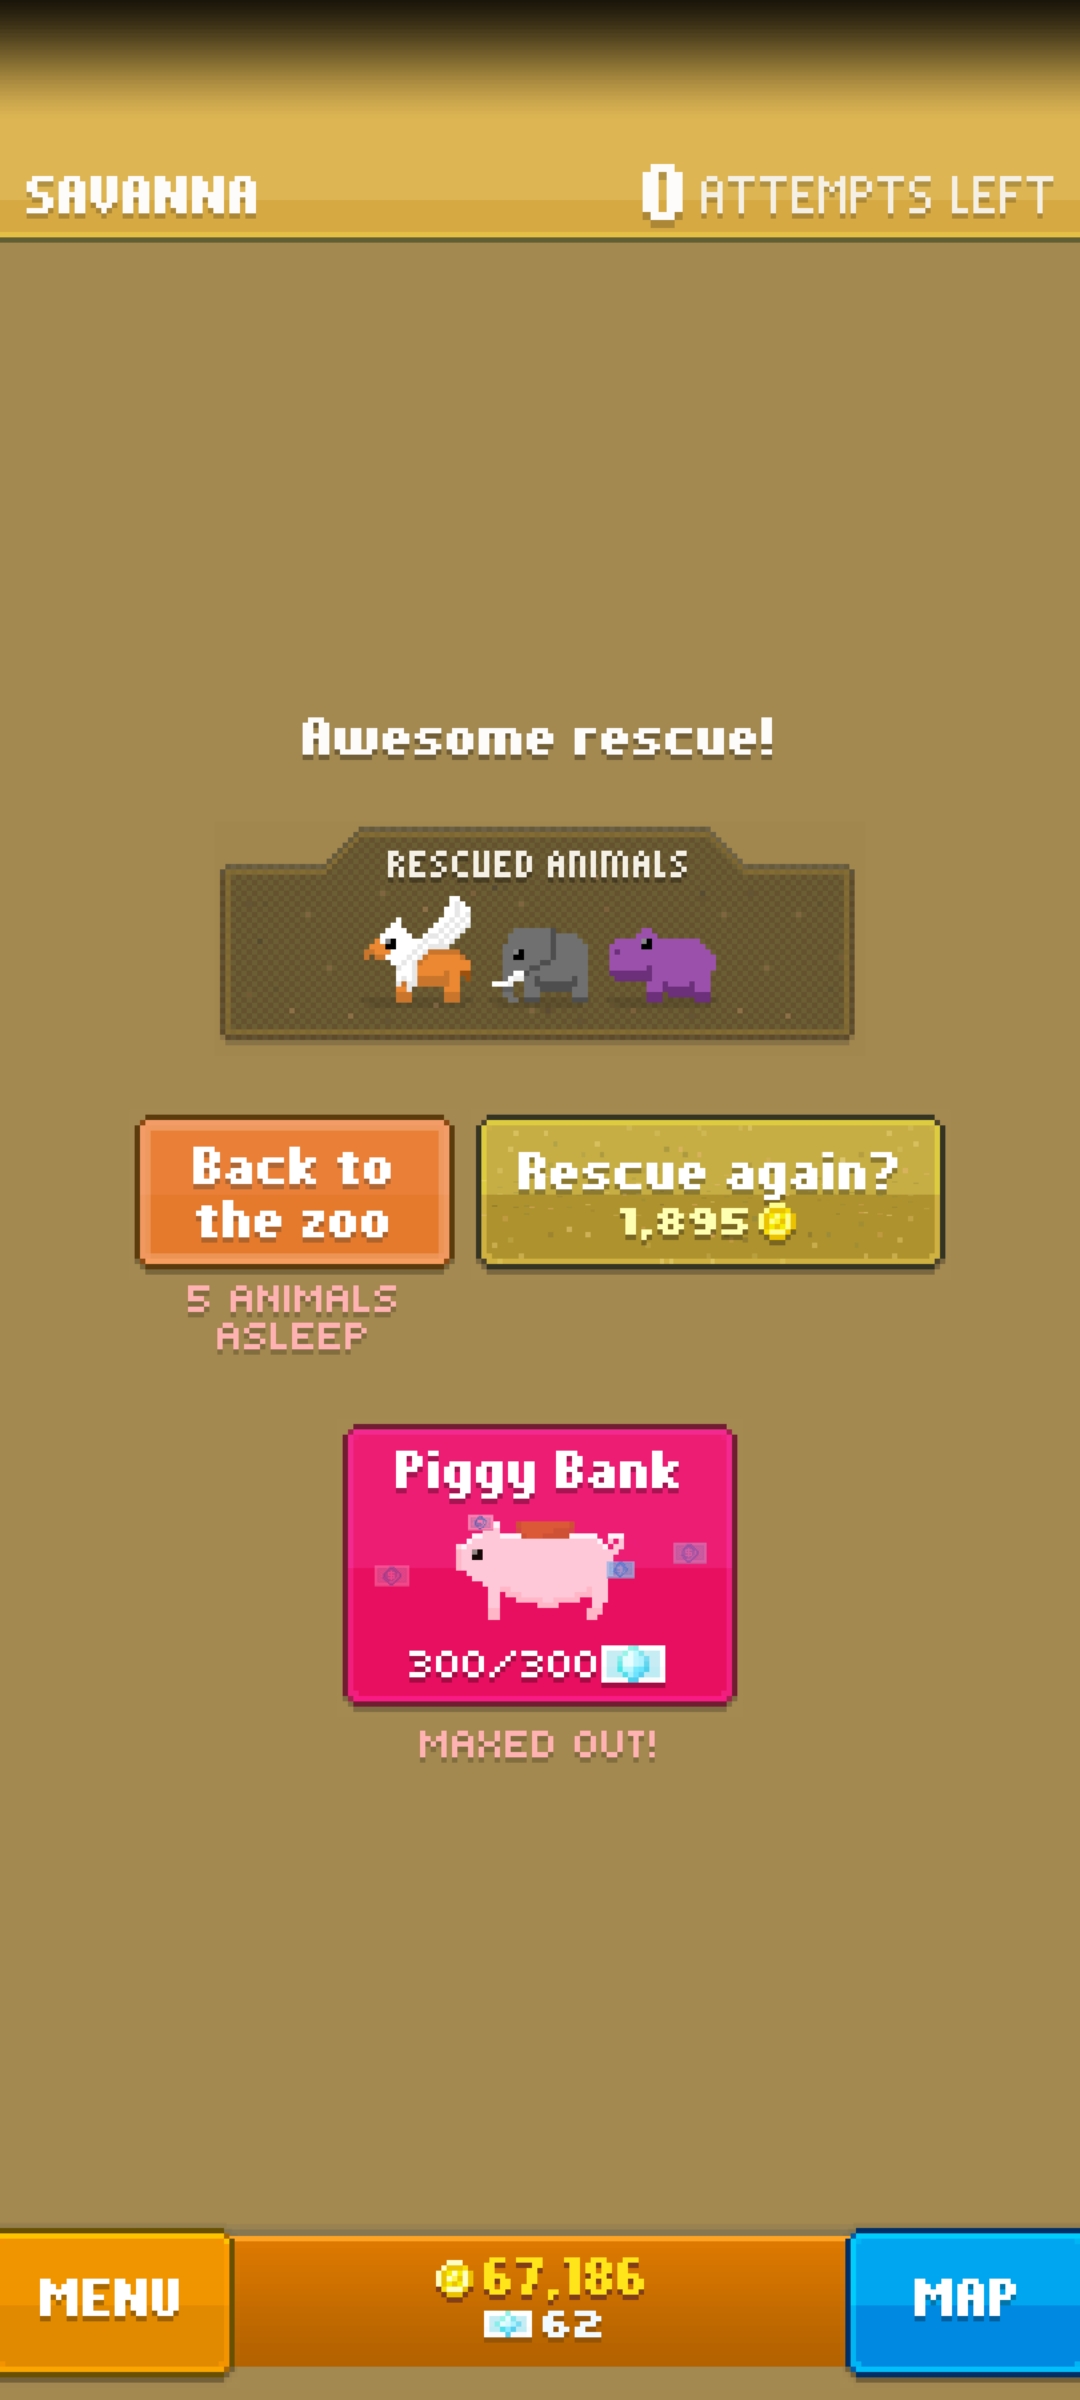 SAVANNA
0 ATTEMPTS LEFT
Awesome rescue!
RESCUED ANIMALS
Back to
the zoo
Rescue again?
1,895
5 ANIMALS
ASLEEP
Piggy Bank
300/300
MAXED OUT!
MENU
67,186
62
MAP